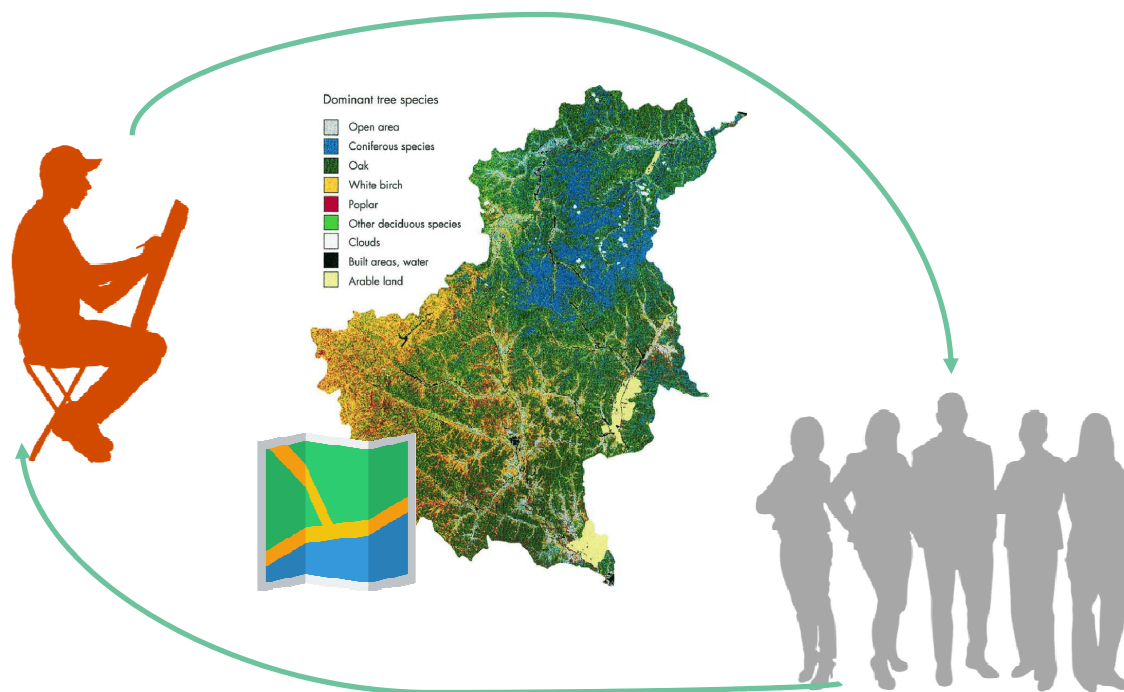 Dominant tree species
Open area
Coniferous species
Oak
White birch
Poplar
Other deciduous species
Clouds
Built areas, water
Arable land